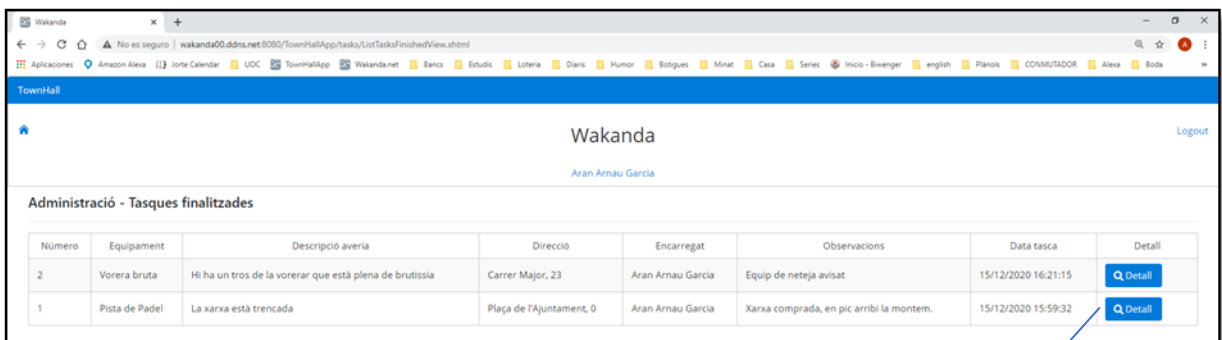 Wakanda
No es seguro | wakanda00.ddns.net:8080/TownHallApp/tasks/ListTasksFinishedView.xhtml
Aplicaciones Amazon Alexa Jorte Calendar UOC TownHallApp Wakanda.net Bancs Estudis Loteria Diaris Humor Botigues Minat Casa Series Inicio - Biwenger english Plànols CONMUTADOR Alexa Boda
TownHall
Wakanda Logout
Aran Arnau Garcia
Administració - Tasques finalitzades
Número Equipament Descripció averia Direcció Encarregat Observacions Data tasca Detall
2 Vorera bruta Hi ha un tros de la vorerar que està plena de brutissia Carrer Major, 23 Aran Arnau Garcia Equip de neteja avisat 15/12/2020 16:21:15 Detall
1 Pista de Padel La xarxa està trencada Plaça de l'Ajuntament, 0 Aran Arnau Garcia Xarxa comprada, en pic arribi la montem. 15/12/2020 15:59:32 Detall